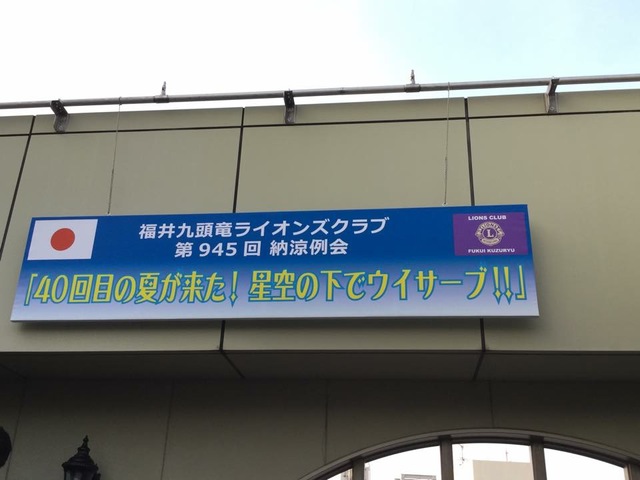 福井九頭竜ライオンズクラブ
第945回 納涼例会
「40回目の夏が来た! 星空の下でウイサーブ!!」
LIONS CLUB
L
FUKUI KUZURYU